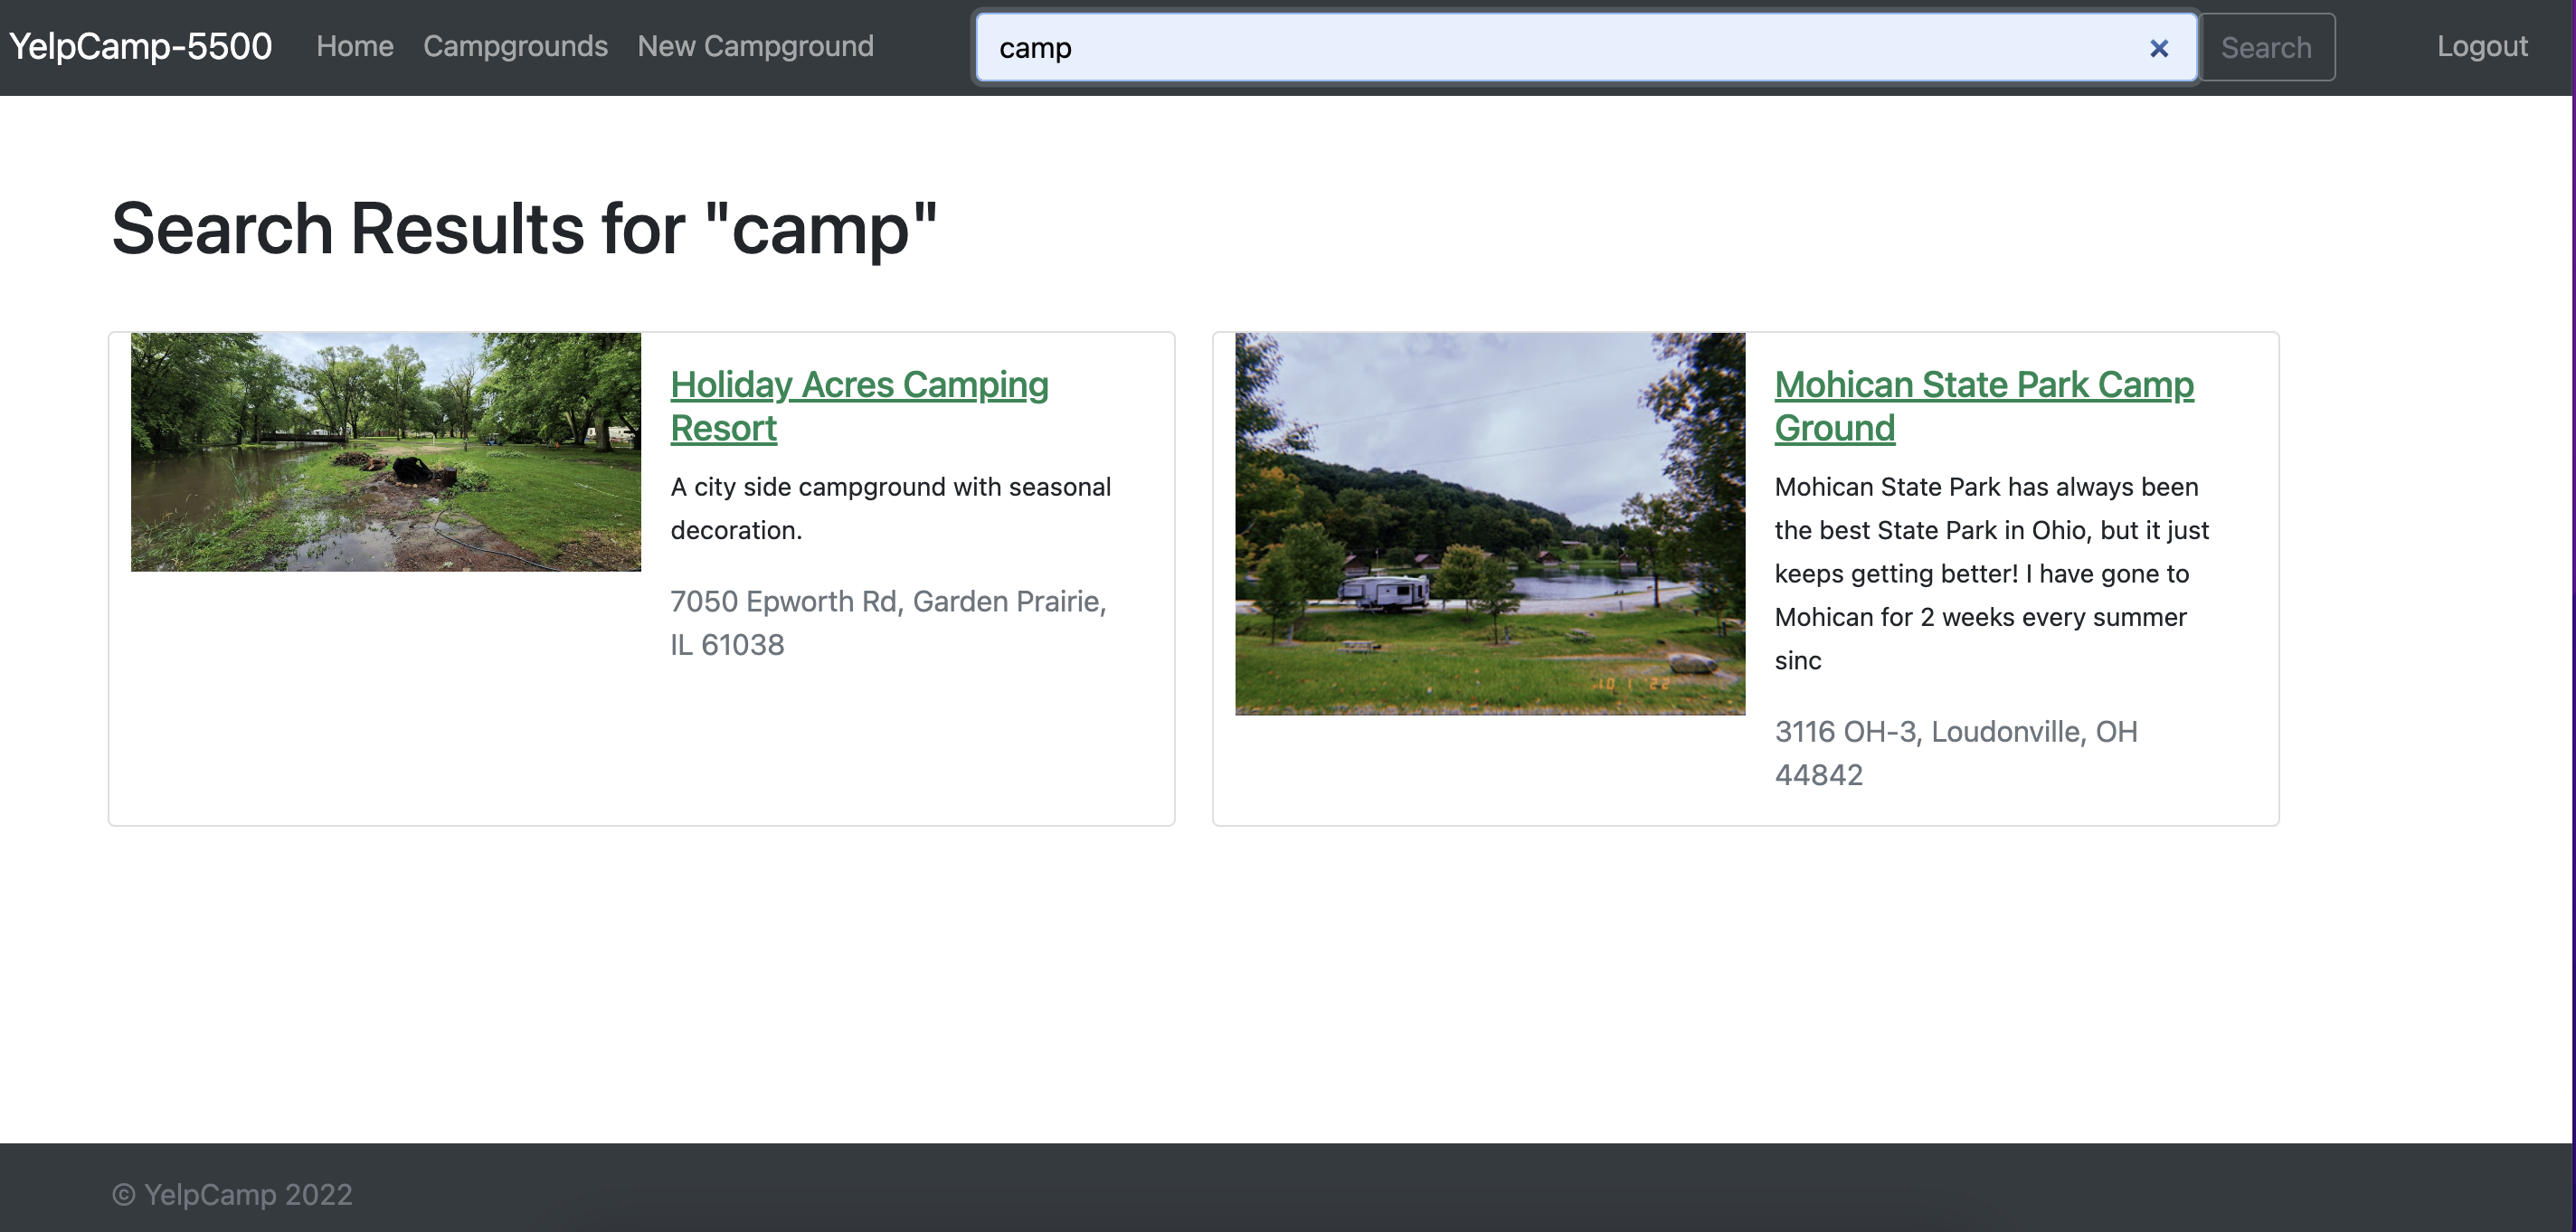 YelpCamp-5500 Home Campgrounds New Campground camp × Search Logout
Search Results for "camp"
Holiday Acres Camping
Resort
A city side campground with seasonal
decoration.
7050 Epworth Rd, Garden Prairie,
IL 61038
Mohican State Park Camp
Ground
Mohican State Park has always been
the best State Park in Ohio, but it just
keeps getting better! I have gone to
Mohican for 2 weeks every summer
sinc
3116 OH-3, Loudonville, OH
44842
10 1 '22
© YelpCamp 2022